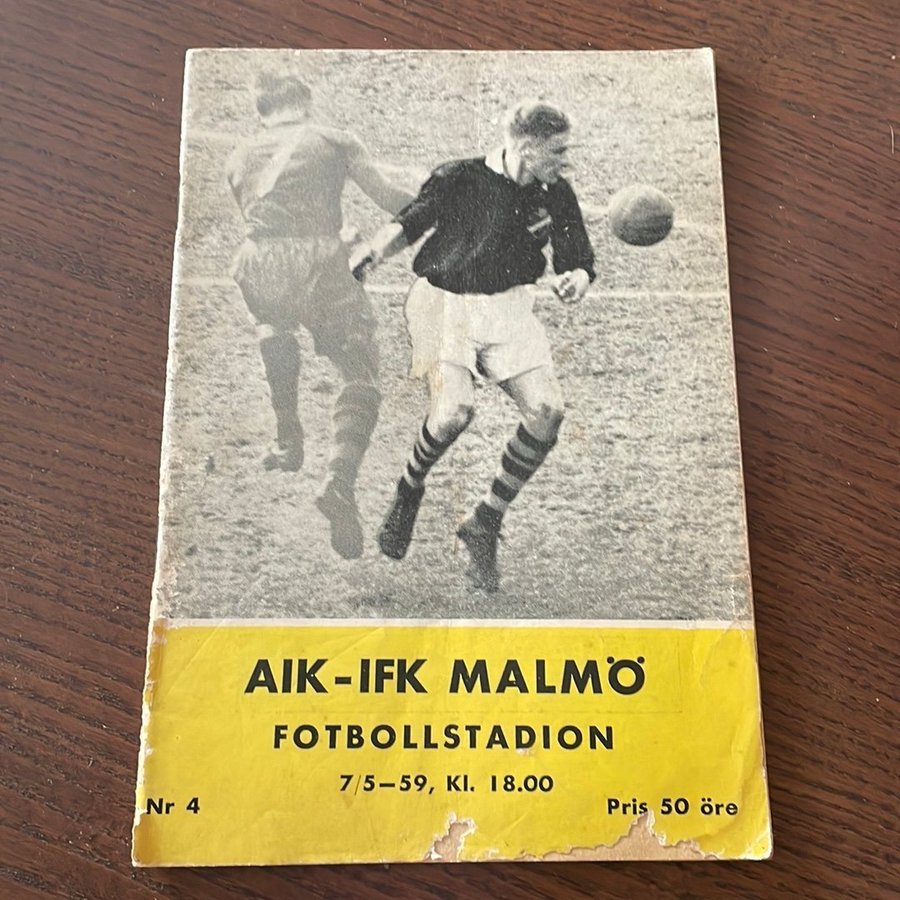 AIK-IFK MALMÖ
FOTBOLLSTADION
7/5-59, Kl. 18.00
Nr 4
Pris 50 öre